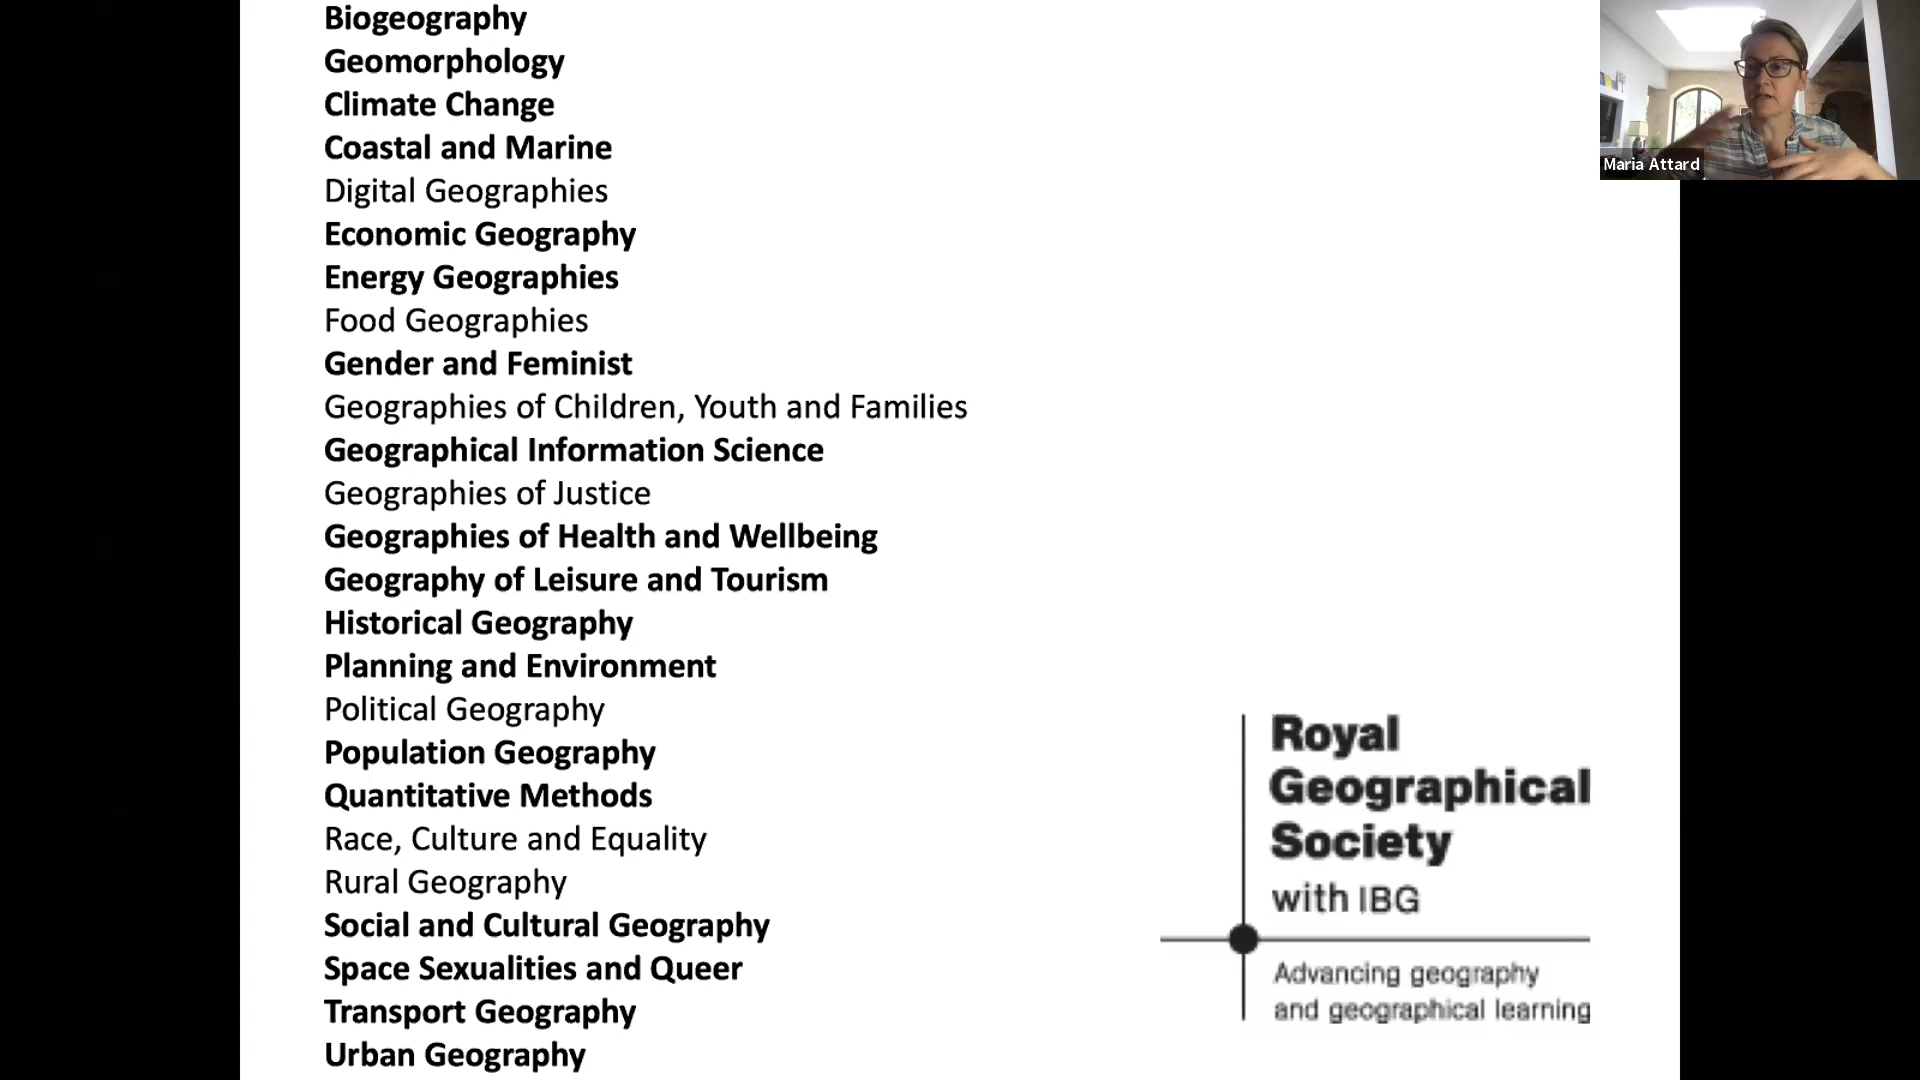 Biogeography
Geomorphology
Climate Change
Coastal and Marine
Digital Geographies
Economic Geography
Energy Geographies
Food Geographies
Gender and Feminist
Geographies of Children, Youth and Families
Geographical Information Science
Geographies of Justice
Geographies of Health and Wellbeing
Geography of Leisure and Tourism
Historical Geography
Planning and Environment
Political Geography
Population Geography
Quantitative Methods
Race, Culture and Equality
Rural Geography
Social and Cultural Geography
Space Sexualities and Queer
Transport Geography
Urban Geography
Royal
Geographical
Society
with IBG
Advancing geography
and geographical learning
Maria Attard